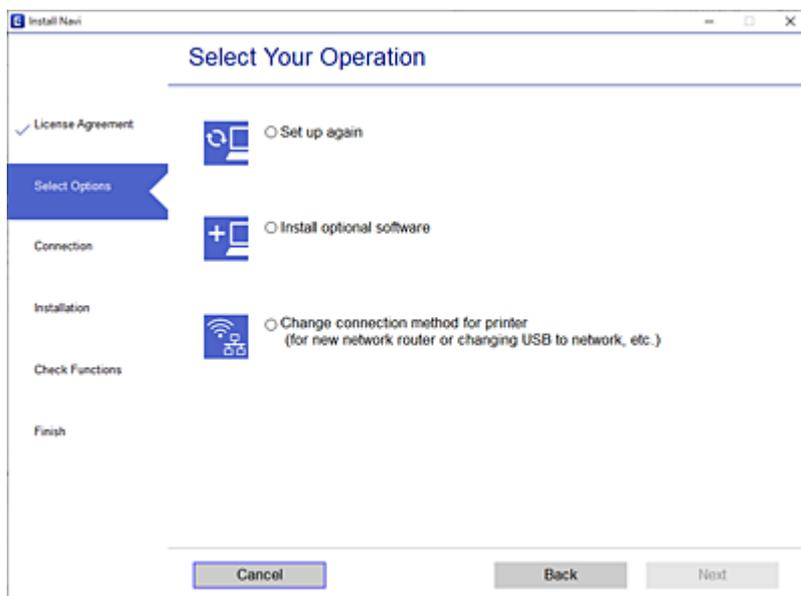 Install Navi
Select Your Operation
License Agreement
Select Options
Connection
Installation
Check Functions
Finish
Set up again
Install optional software
Change connection method for printer
(for new network router or changing USB to network, etc.)
Cancel
Back
Next